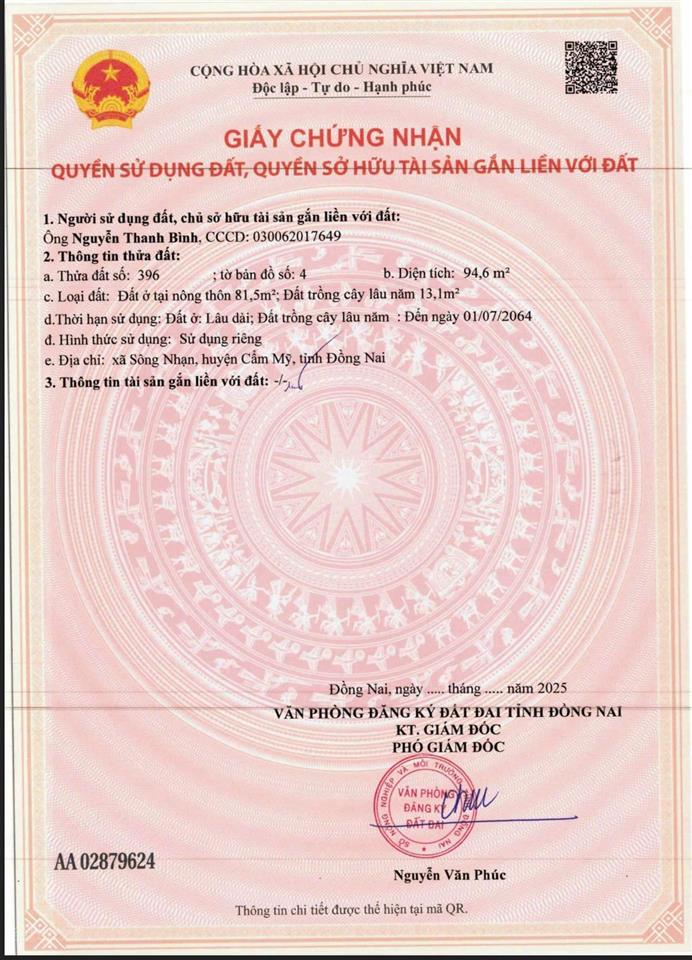 CỘNG HÒA XÃ HỘI CHỦ NGHĨA VIỆT NAM
Độc lập - Tự do - Hạnh phúc
GIẤY CHỨNG NHẬN
QUYỀN SỬ DỤNG ĐẤT, QUYỀN SỞ HỮU TÀI SẢN GẮN LIỀN VỚI ĐẤT
1. Người sử dụng đất, chủ sở hữu tài sản gắn liền với đất:
Ông Nguyễn Thanh Bình, CCCD: 030062017649
2. Thông tin thửa đất:
a. Thửa đất số: 396 ; tờ bản đồ số: 4 b. Diện tích: 94,6 m²
c. Loại đất: Đất ở tại nông thôn 81,5m²; Đất trồng cây lâu năm 13,1m²
d.Thời hạn sử dụng: Đất ở: Lâu dài; Đất trồng cây lâu năm : Đến ngày 01/07/2064
đ. Hình thức sử dụng: Sử dụng riêng
e. Địa chỉ: xã Sông Nhạn, huyện Cẩm Mỹ, tỉnh Đồng Nai
3. Thông tin tài sản gắn liền với đất: -/-
Đồng Nai, ngày ..... tháng ..... năm 2025
VĂN PHÒNG ĐĂNG KÝ ĐẤT ĐAI TỈNH ĐỒNG NAI
KT. GIÁM ĐỐC
PHÓ GIÁM ĐỐC
SỞ NÔNG NGHIỆP VÀ MÔI TRƯỜNG ĐỒNG NAI
VĂN PHÒNG
ĐĂNG KÝ
ĐẤT ĐAI
AA 02879624
Nguyễn Văn Phúc
Thông tin chi tiết được thể hiện tại mã QR.